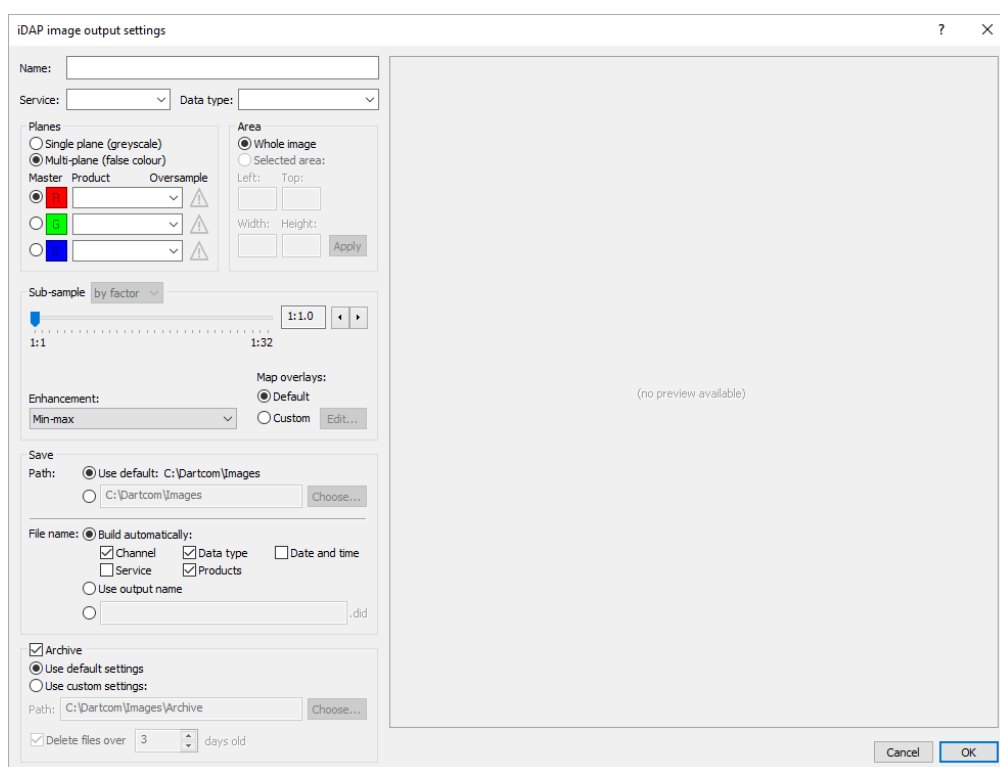 iDAP image output settings
?
Name:
Service:
Data type:
Planes
Single plane (greyscale)
Multi-plane (false colour)
Master Product Oversample
R
G
Area
Whole image
Selected area:
Left: Top:
Width: Height:
Apply
Sub-sample by factor
1:1.0
1:1 1:32
Enhancement:
Min-max
Map overlays:
Default
Custom Edit...
Save
Path: Use default: C:\Dartcom\Images
C:\Dartcom\Images Choose...
File name: Build automatically:
Channel Data type Date and time
Service Products
Use output name
.did
Archive
Use default settings
Use custom settings:
Path: C:\Dartcom\Images\Archive Choose...
Delete files over 3 days old
(no preview available)
Cancel OK